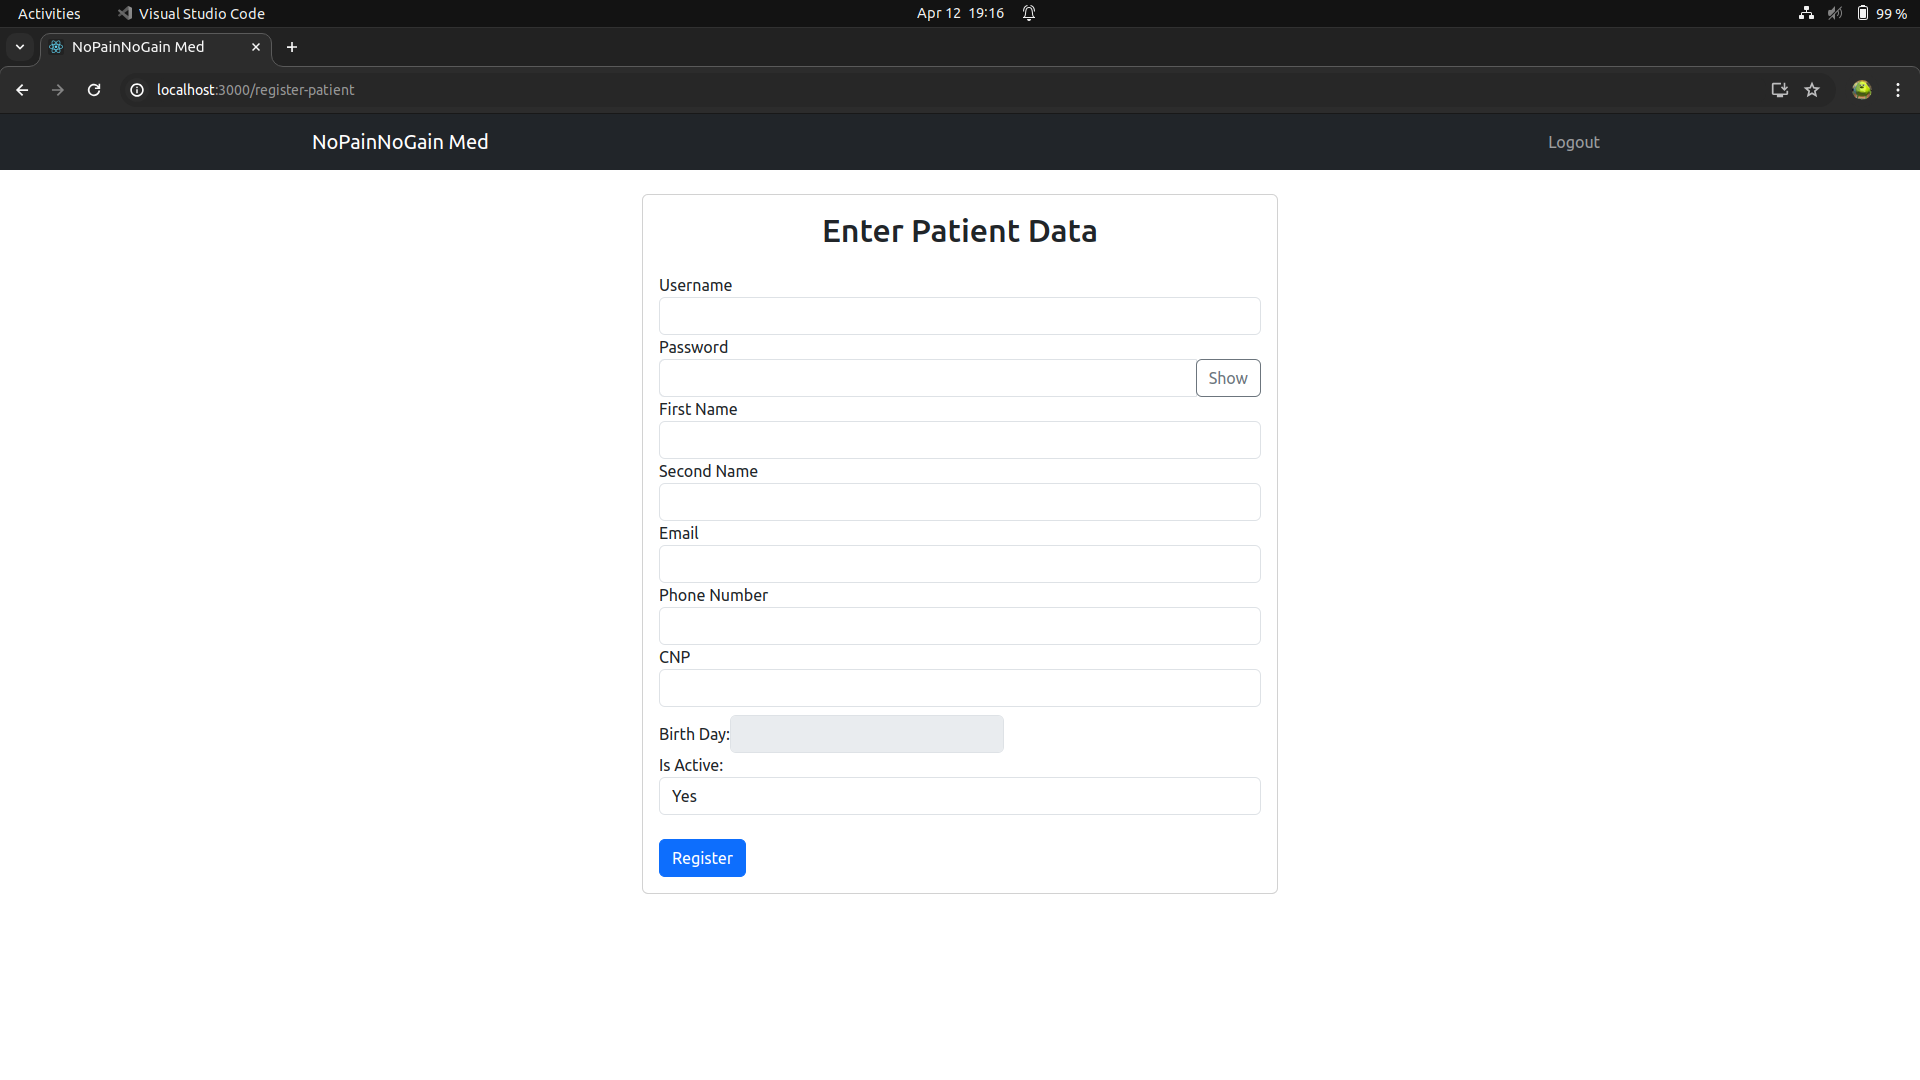 Activities Visual Studio Code Apr 12 19:16 99 %
NoPainNoGain Med
localhost:3000/register-patient
NoPainNoGain Med Logout
Enter Patient Data
Username
Password
Show
First Name
Second Name
Email
Phone Number
CNP
Birth Day:
Is Active:
Yes
Register